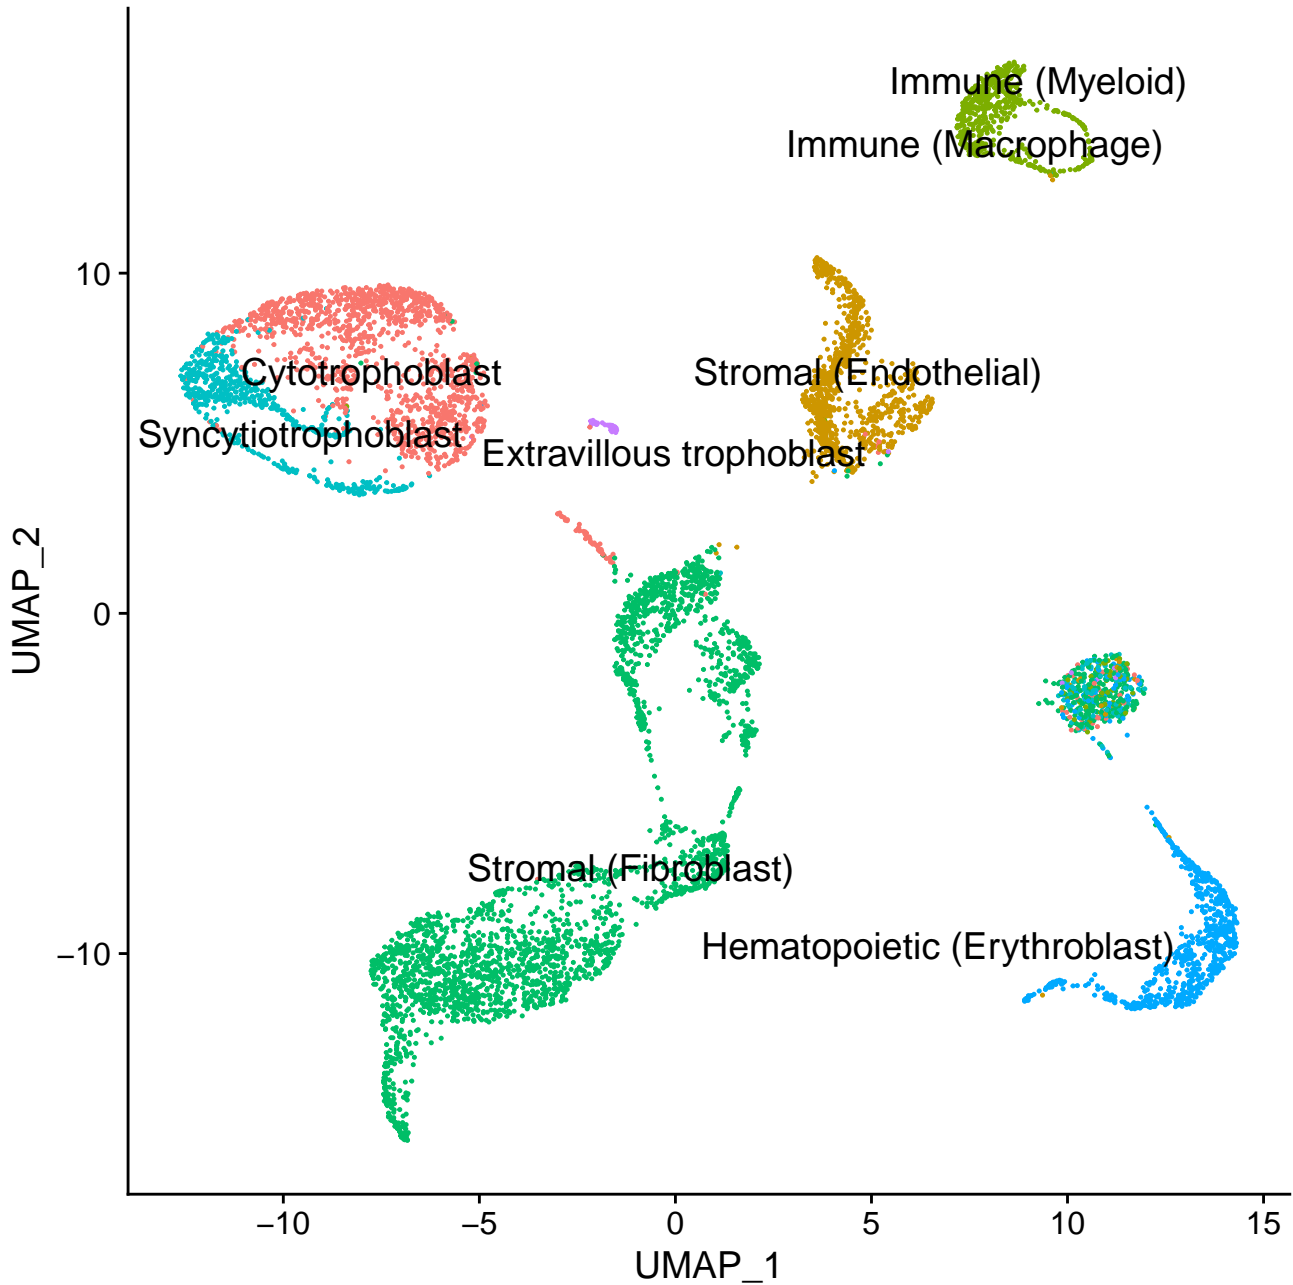 Immune (Myeloid)
Immune (Macrophage)
10
Cytotrophoblast
Stromal (Endothelial)
Syncytiotrophoblast
Extravillous trophoblast
UMAP_2
0
Stromal (Fibroblast)
Hematopoietic (Erythroblast)
−10
−10
−5
0
5
10
15
UMAP_1